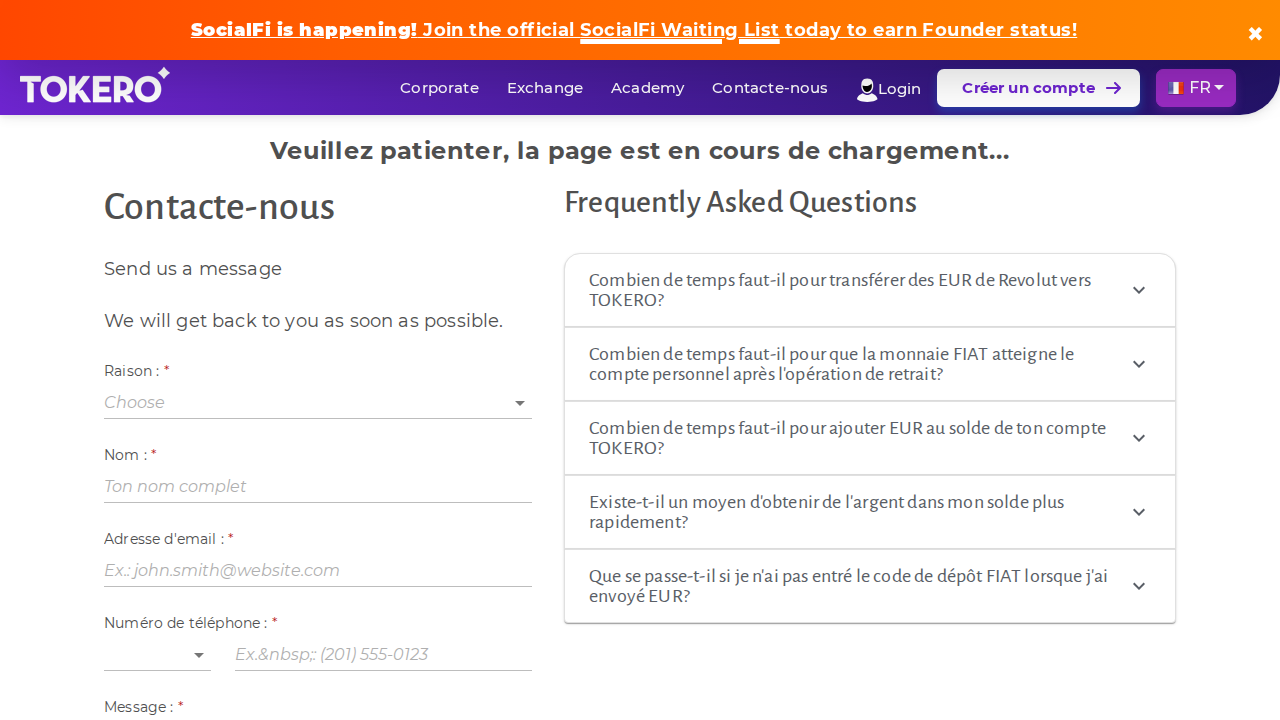 SocialFi is happening! Join the official SocialFi Waiting List today to earn Founder status!
✖
TOKERO
Corporate
Exchange
Academy
Contacte-nous
Login
Créer un compte
FR
Veuillez patienter, la page est en cours de chargement...
Contacte-nous
Send us a message
We will get back to you as soon as possible.
Raison : *
Choose
Nom : *
Ton nom complet
Adresse d'email : *
Ex.: john.smith@website.com
Numéro de téléphone : *
Ex.&nbsp;: (201) 555-0123
Message : *
Frequently Asked Questions
Combien de temps faut-il pour transférer des EUR de Revolut vers
TOKERO?
Combien de temps faut-il pour que la monnaie FIAT atteigne le
compte personnel après l'opération de retrait?
Combien de temps faut-il pour ajouter EUR au solde de ton compte
TOKERO?
Existe-t-il un moyen d'obtenir de l'argent dans mon solde plus
rapidement?
Que se passe-t-il si je n'ai pas entré le code de dépôt FIAT lorsque j'ai
envoyé EUR?